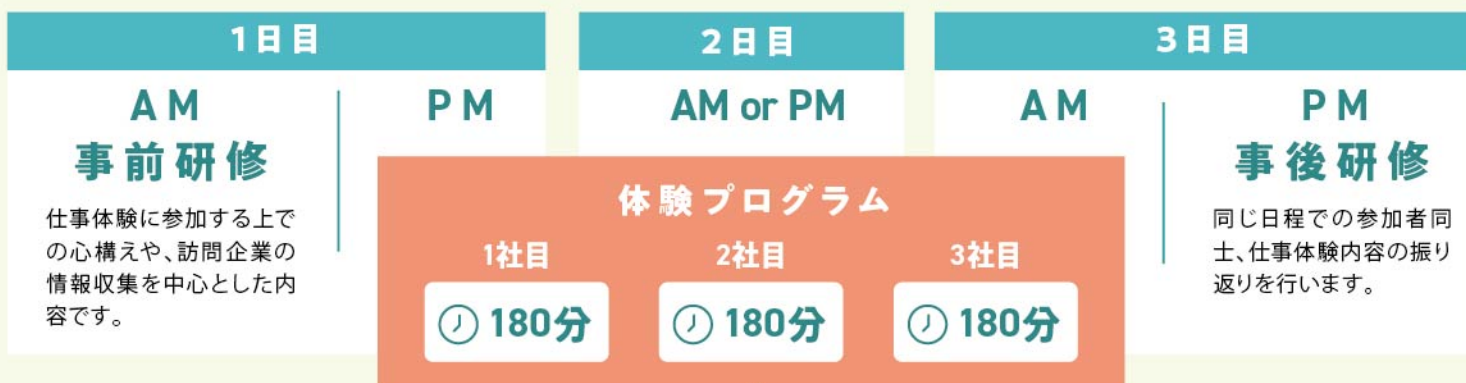 1日目
AM
事前研修
仕事体験に参加する上で
の心構えや、訪問企業の
情報収集を中心とした内
容です。
PM
2日目
AM or PM
3日目
AM
PM
事後研修
同じ日程での参加者同
士、仕事体験内容の振り
返りを行います。
体験プログラム
1社目
180分
2社目
180分
3社目
180分